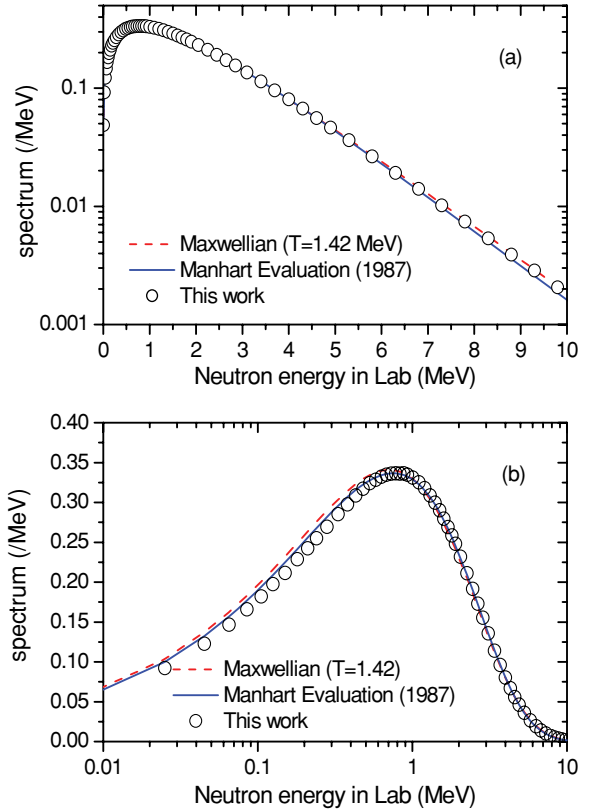 (a)
0.1
0.01
0.001
spectrum (/MeV)
Maxwellian (T=1.42 MeV)
Manhart Evaluation (1987)
This work
0 1 2 3 4 5 6 7 8 9 10
Neutron energy in Lab (MeV)
(b)
0.40
0.35
0.30
0.25
0.20
0.15
0.10
0.05
0.00
spectrum (/MeV)
Maxwellian (T=1.42)
Manhart Evaluation (1987)
This work
0.01 0.1 1 10
Neutron energy in Lab (MeV)